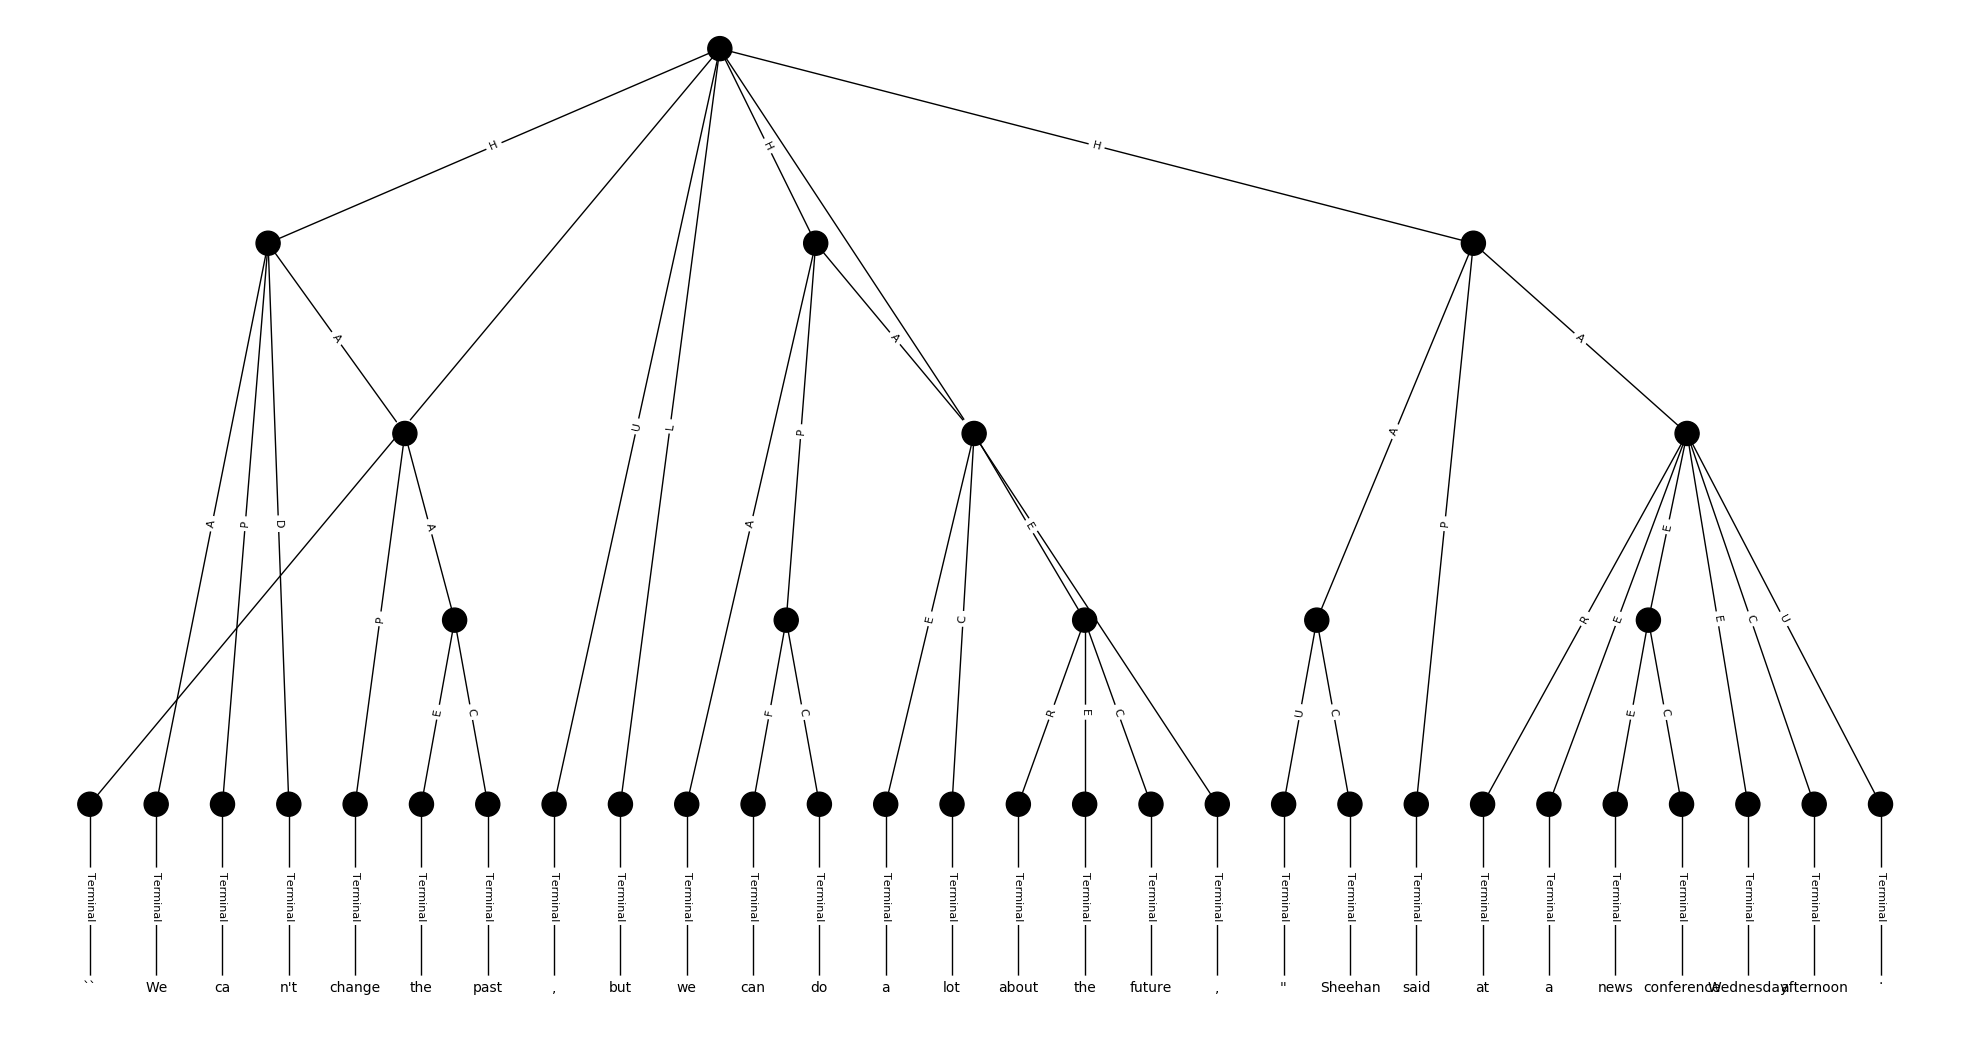 H H H
A A A
U L P A
A P D A P E E
P E C R E E E C U
E C F C R E C U C E C
Terminal Terminal Terminal Terminal Terminal Terminal Terminal Terminal Terminal Terminal Terminal Terminal Terminal Terminal Terminal Terminal Terminal Terminal Terminal Terminal Terminal Terminal Terminal Terminal Terminal Terminal Terminal Terminal
`` We ca n't change the past , but we can do a lot about the future , " Sheehan said at a news conference Wednesday afternoon .